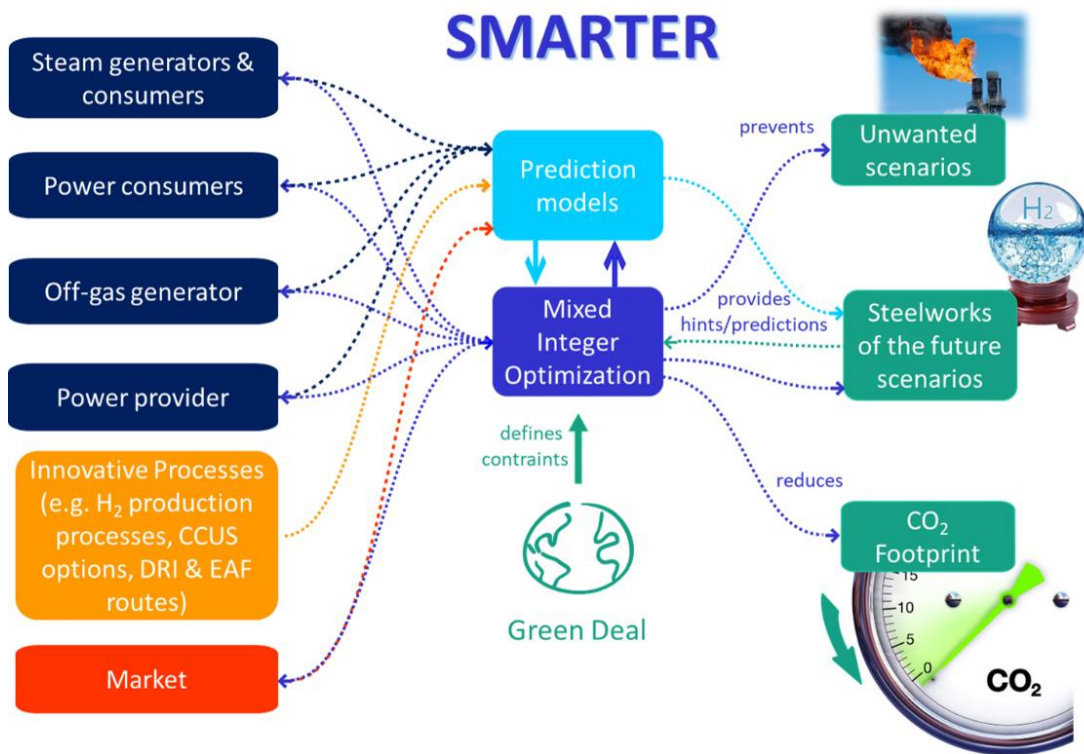 SMARTER
Steam generators &
consumers
Power consumers
Off-gas generator
Power provider
Innovative Processes
(e.g. H₂ production
processes, CCUS
options, DRI & EAF
routes)
Market
Prediction
models
Mixed
Integer
Optimization
defines
contraints
Green Deal
prevents
Unwanted
scenarios
H₂
provides
hints/predictions
Steelworks
of the future
scenarios
reduces
CO₂
Footprint
15
10
5
0
CO₂